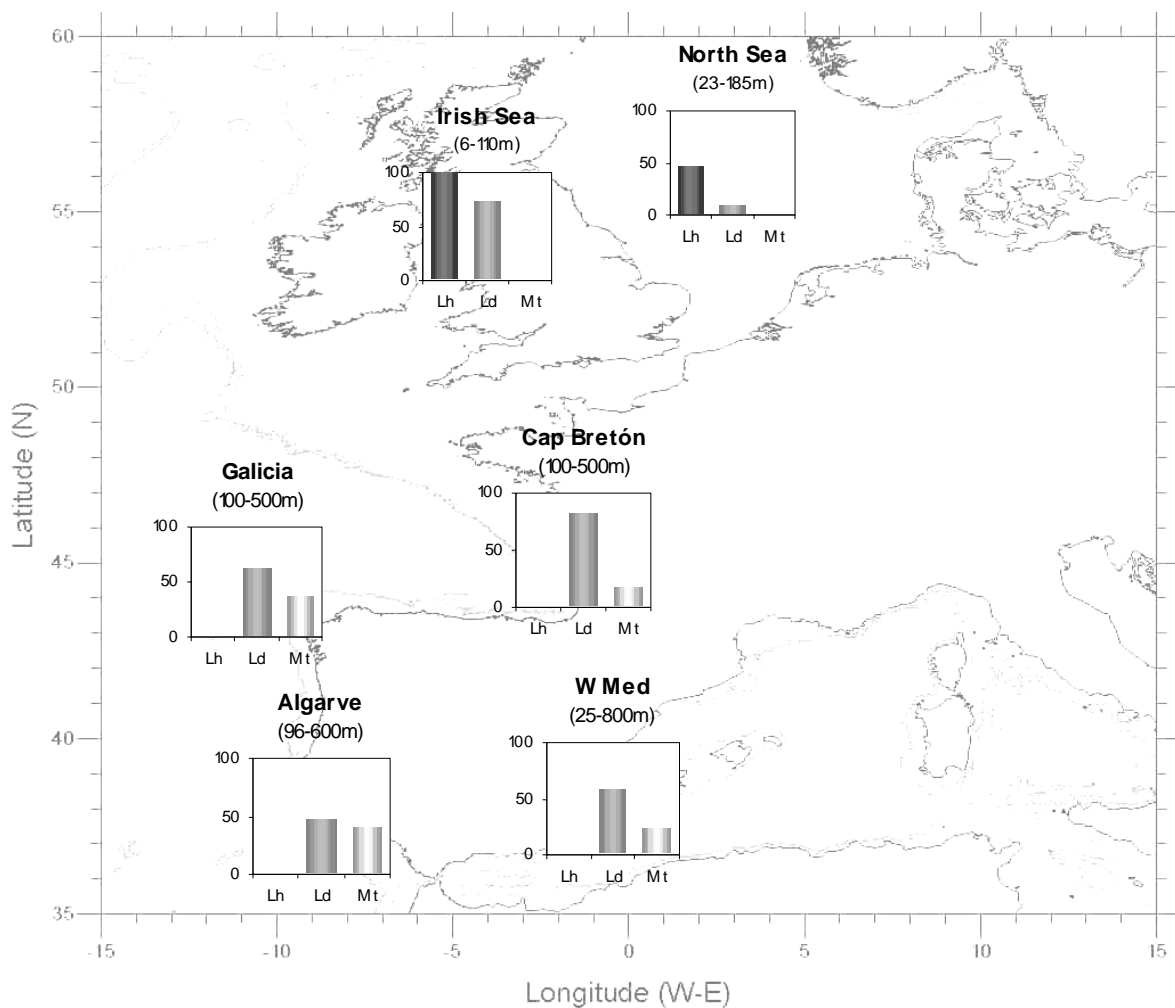 60
North Sea
(23-185m)
100
50
0
Lh Ld Mt
Irish Sea
(6-110m)
100
50
0
Lh Ld Mt
55
50
Cap Bretón
(100-500m)
100
50
0
Lh Ld Mt
Galicia
(100-500m)
100
50
0
Lh Ld Mt
45
W Med
(25-800m)
100
50
0
Lh Ld Mt
Algarve
(96-600m)
100
50
0
Lh Ld Mt
40
35
Latitude (N)
-15 -10 -5 0 5 10 15
Longitude (W-E)